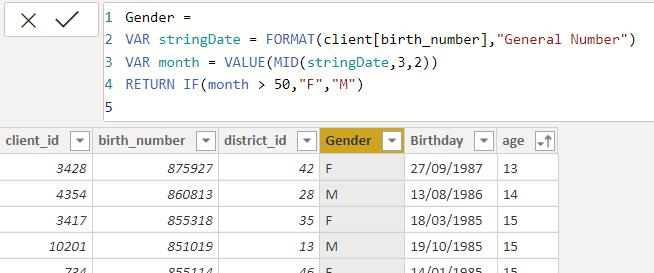 1 Gender =
2 VAR stringDate = FORMAT(client[birth_number],"General Number")
3 VAR month = VALUE(MID(stringDate,3,2))
4 RETURN IF(month > 50,"F","M")
5
client_id birth_number district_id Gender Birthday age
3428 875927 42 F 27/09/1987 13
4354 860813 28 M 13/08/1986 14
3417 855318 35 F 18/03/1985 15
10201 851019 13 M 19/10/1985 15
734 855114 46 F 14/01/1985 15